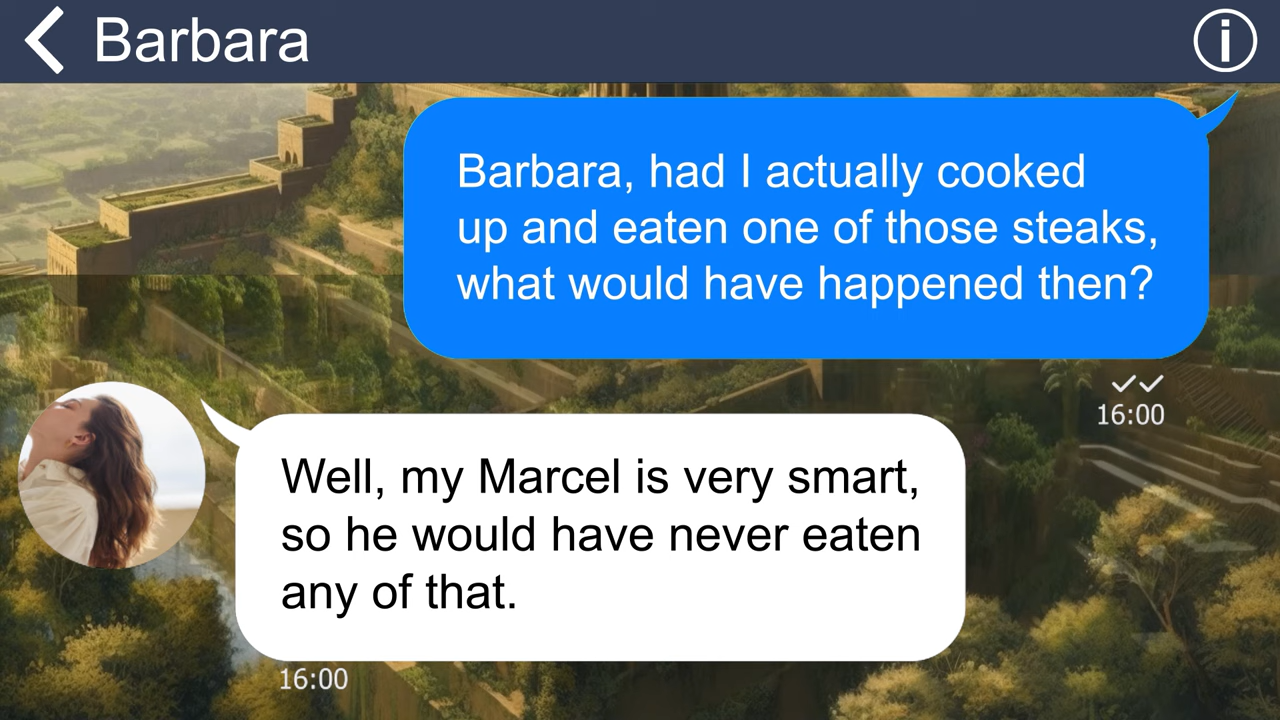 Barbara
Barbara, had I actually cooked
up and eaten one of those steaks,
what would have happened then?
16:00
Well, my Marcel is very smart,
so he would have never eaten
any of that.
16:00